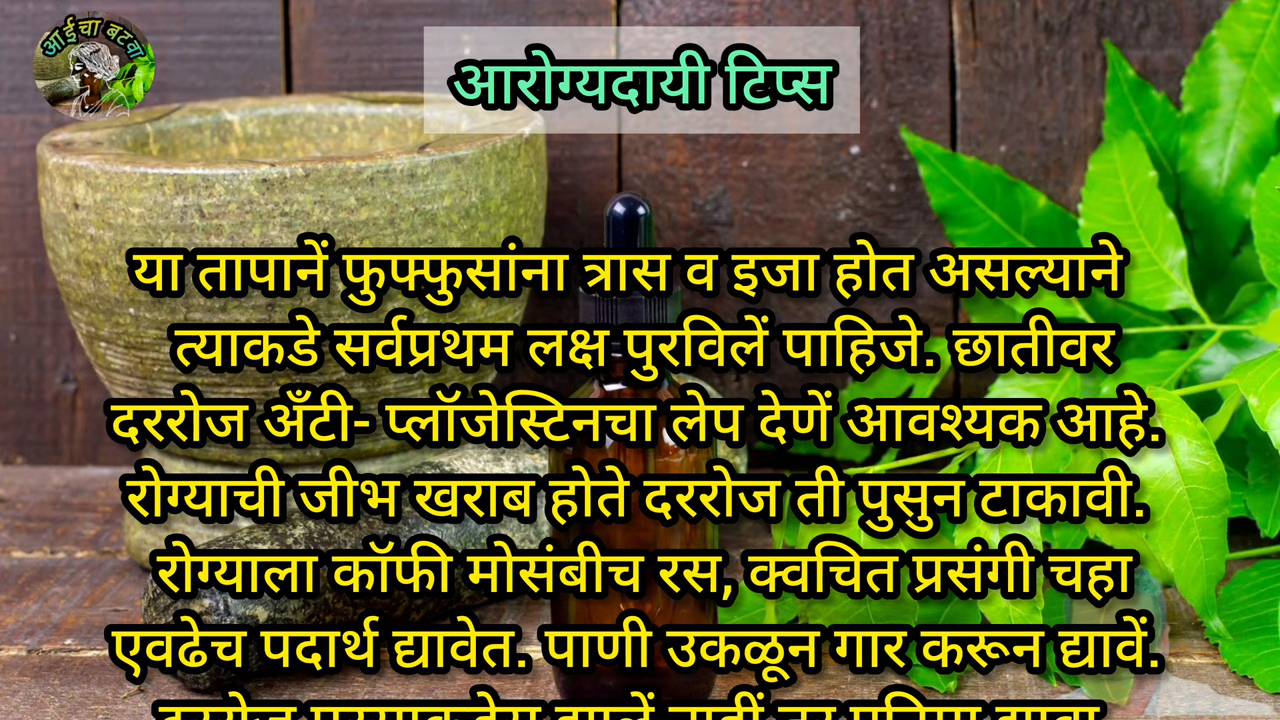 आईचा बटवा
आरोग्यदायी टिप्स
या तापानें फुफ्फुसांना त्रास व इजा होत असल्याने
त्याकडे सर्वप्रथम लक्ष पुरविलें पाहिजे. छातीवर
दररोज अँटी- प्लॉजेस्टिनचा लेप देणें आवश्यक आहे.
रोग्याची जीभ खराब होते दररोज ती पुसुन टाकावी.
रोग्याला कॉफी मोसंबीच रस, क्वचित प्रसंगी चहा
एवढेच पदार्थ द्यावेत. पाणी उकळून गार करून द्यावें.